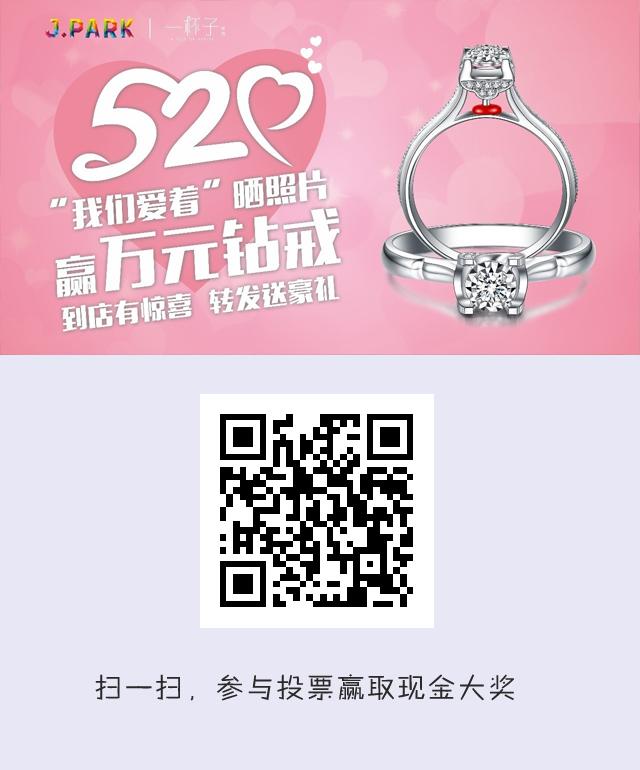 J.PARK | 一杯子
520
“我们爱着”晒照片
赢万元钻戒
到店有惊喜 转发送豪礼
扫一扫，参与投票赢取现金大奖